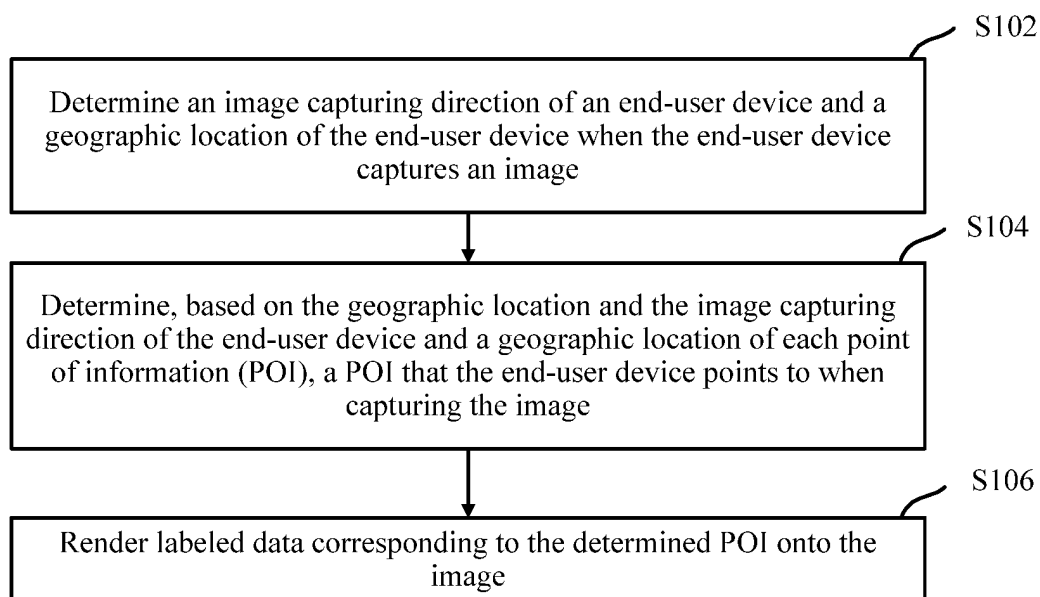 S102
Determine an image capturing direction of an end-user device and a
geographic location of the end-user device when the end-user device
captures an image
S104
Determine, based on the geographic location and the image capturing
direction of the end-user device and a geographic location of each point
of information (POI), a POI that the end-user device points to when
capturing the image
S106
Render labeled data corresponding to the determined POI onto the
image